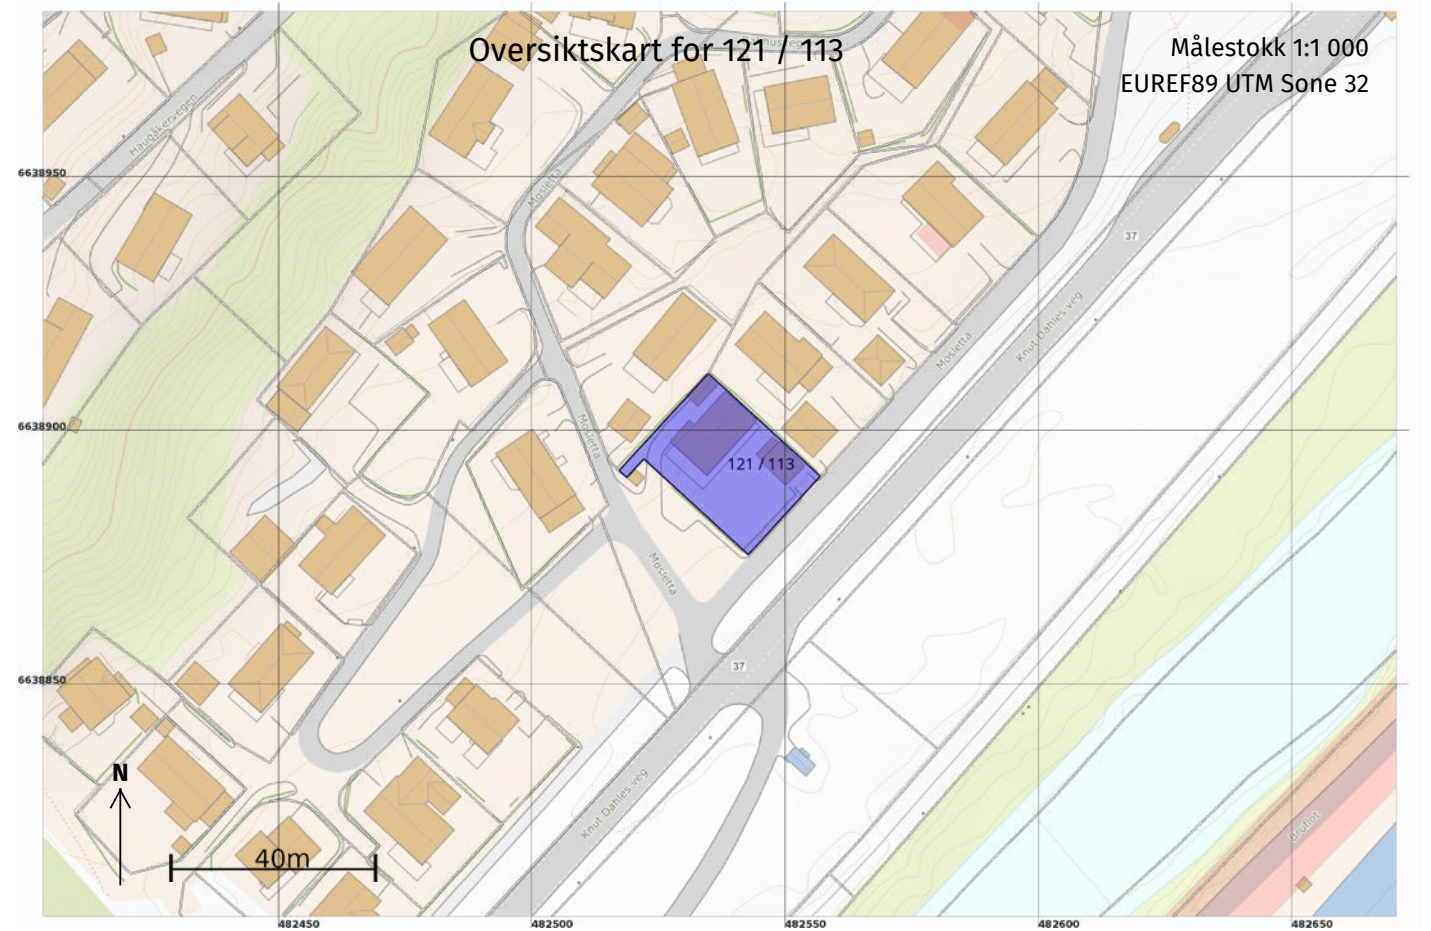 Oversiktskart for 121 / 113
Målestokk 1:1 000
EUREF89 UTM Sone 32
Haugåkervegen
6638950
Mosletta
37
Knut Dahles veg
Mosletta
6638900
Mosletta
121 / 113
Mosletta
37
6638850
N
Knut Dahles veg
Bruflot
40m
482450
482500
482550
482600
482650